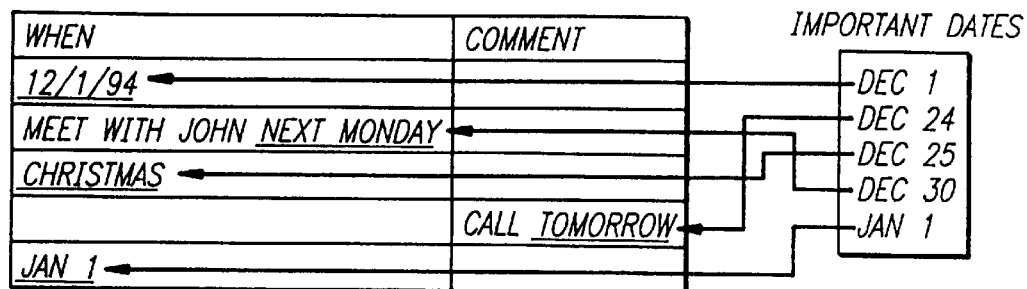 IMPORTANT DATES
WHEN COMMENT
12/1/94
MEET WITH JOHN NEXT MONDAY
CHRISTMAS
CALL TOMORROW
JAN 1
DEC 1
DEC 24
DEC 25
DEC 30
JAN 1